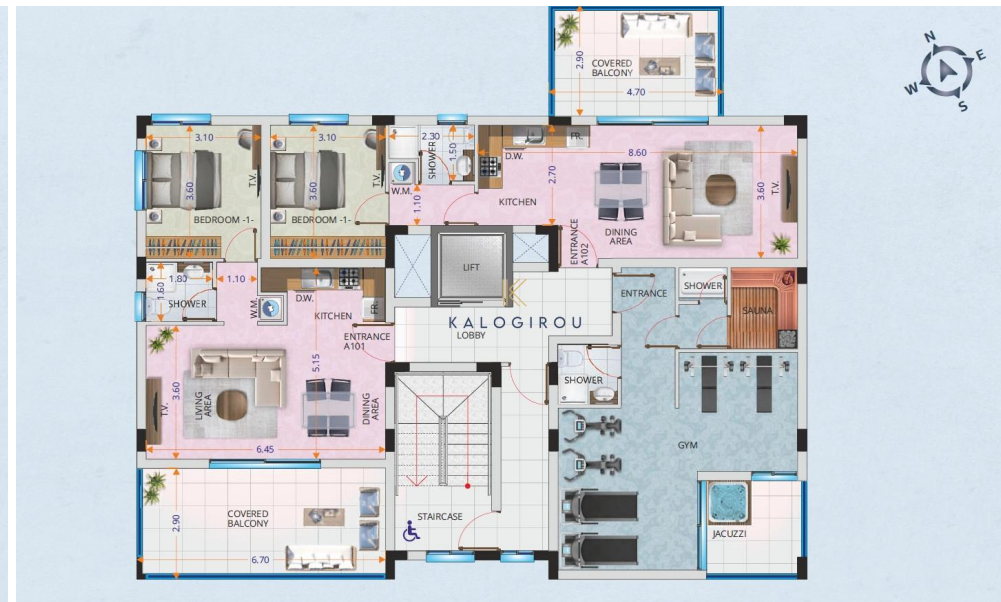 N
E
W
S
2.90
COVERED
BALCONY
4.70
3.10
3.10
2.30
1.50
SHOWER
D.W.
FR.
8.60
3.60
T.V.
3.60
T.V.
W.M.
1.10
2.70
3.60
T.V.
KITCHEN
BEDROOM -1-
BEDROOM -1-
DINING
AREA
ENTRANCE
A102
LIFT
1.80
1.60
SHOWER
1.10
W.M.
D.W.
KITCHEN
FR.
ENTRANCE
SHOWER
SAUNA
KALOGIROU
LOBBY
ENTRANCE
A101
5.15
3.60
T.V.
LIVING
AREA
DINING
AREA
6.45
SHOWER
GYM
2.90
COVERED
BALCONY
6.70
STAIRCASE
JACUZZI